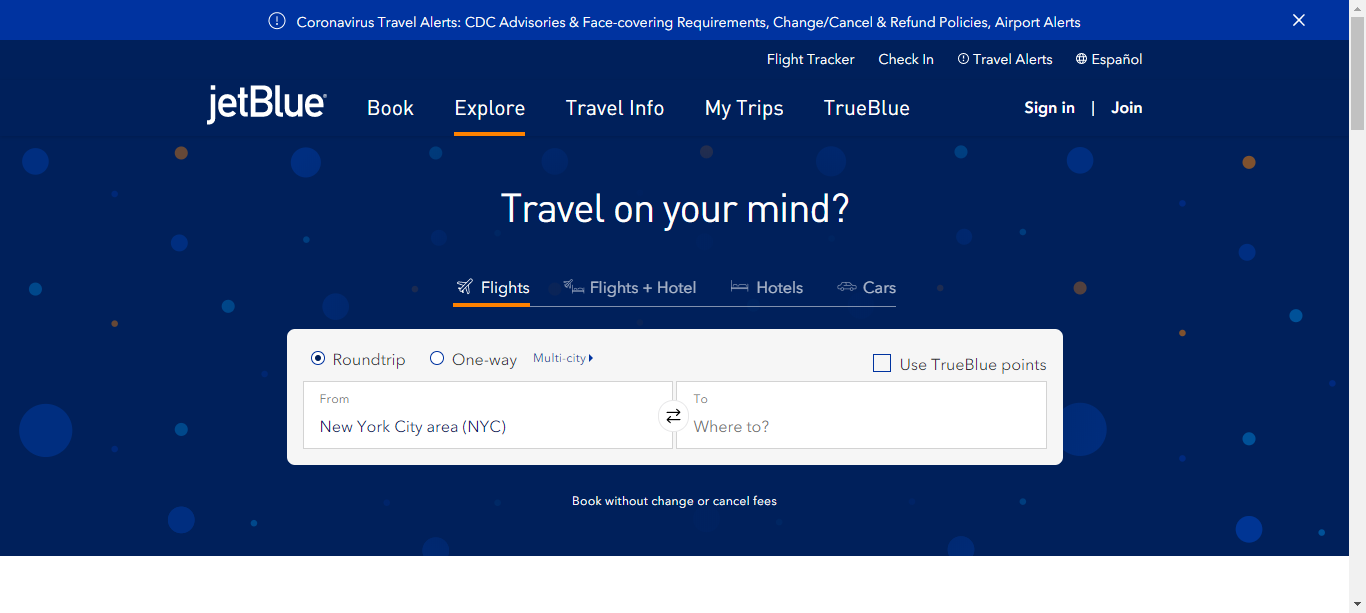 Coronavirus Travel Alerts: CDC Advisories & Face-covering Requirements, Change/Cancel & Refund Policies, Airport Alerts
Flight Tracker Check In Travel Alerts Español
jetBlue Book Explore Travel Info My Trips TrueBlue Sign in | Join
Travel on your mind?
Flights Flights + Hotel Hotels Cars
Roundtrip One-way Multi-city Use TrueBlue points
From To
New York City area (NYC) Where to?
Book without change or cancel fees